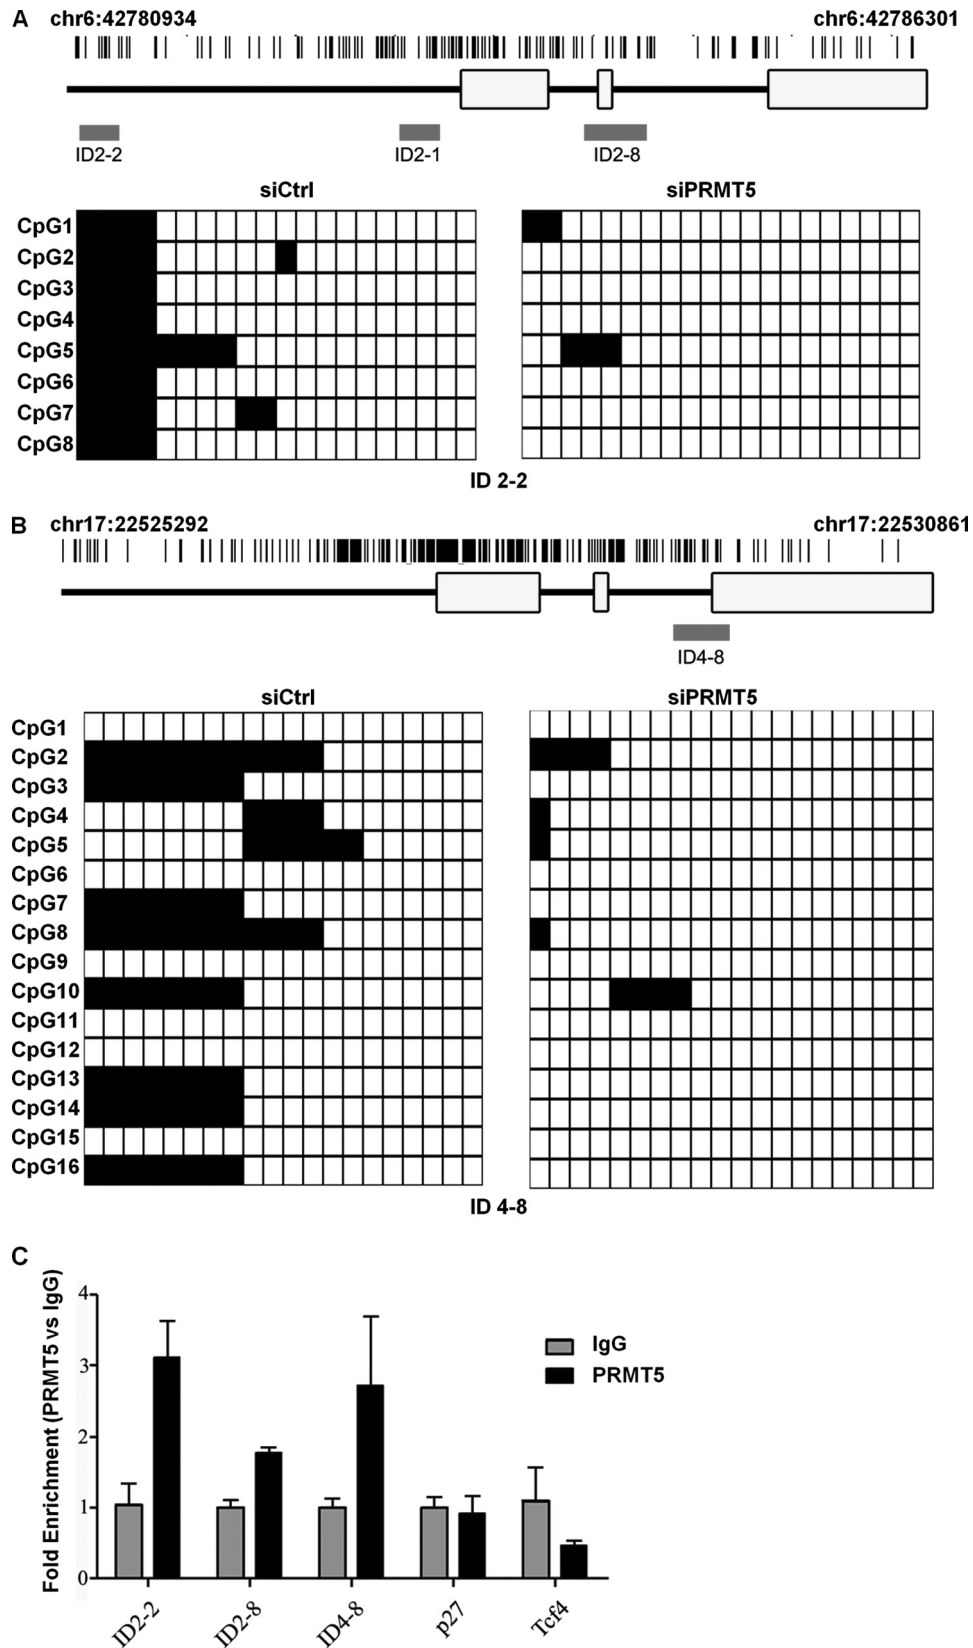 A
chr6:42780934
chr6:42786301
ID2-2
ID2-1
ID2-8
siCtrl
siPRMT5
CpG1
CpG2
CpG3
CpG4
CpG5
CpG6
CpG7
CpG8
ID 2-2
B
chr17:22525292
chr17:22530861
ID4-8
siCtrl
siPRMT5
CpG1
CpG2
CpG3
CpG4
CpG5
CpG6
CpG7
CpG8
CpG9
CpG10
CpG11
CpG12
CpG13
CpG14
CpG15
CpG16
ID 4-8
C
Fold Enrichment (PRMT5 vs IgG)
4
3
2
1
0
IgG
PRMT5
ID2-2
ID2-8
ID4-8
p27
Tcf4